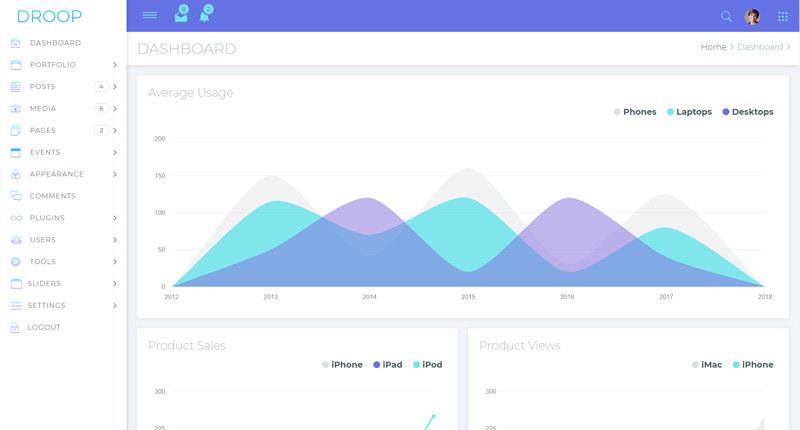 DROOP
8
2
DASHBOARD
Home > Dashboard >
DASHBOARD
PORTFOLIO
POSTS 4
MEDIA 6
PAGES 2
EVENTS
APPEARANCE
COMMENTS
PLUGINS
USERS
TOOLS
SLIDERS
SETTINGS
LOGOUT
Average Usage
Phones Laptops Desktops
200
150
100
50
0
2012 2013 2014 2015 2016 2017 2018
Product Sales
iPhone iPad iPod
300
225
Product Views
iMac iPhone
300
225